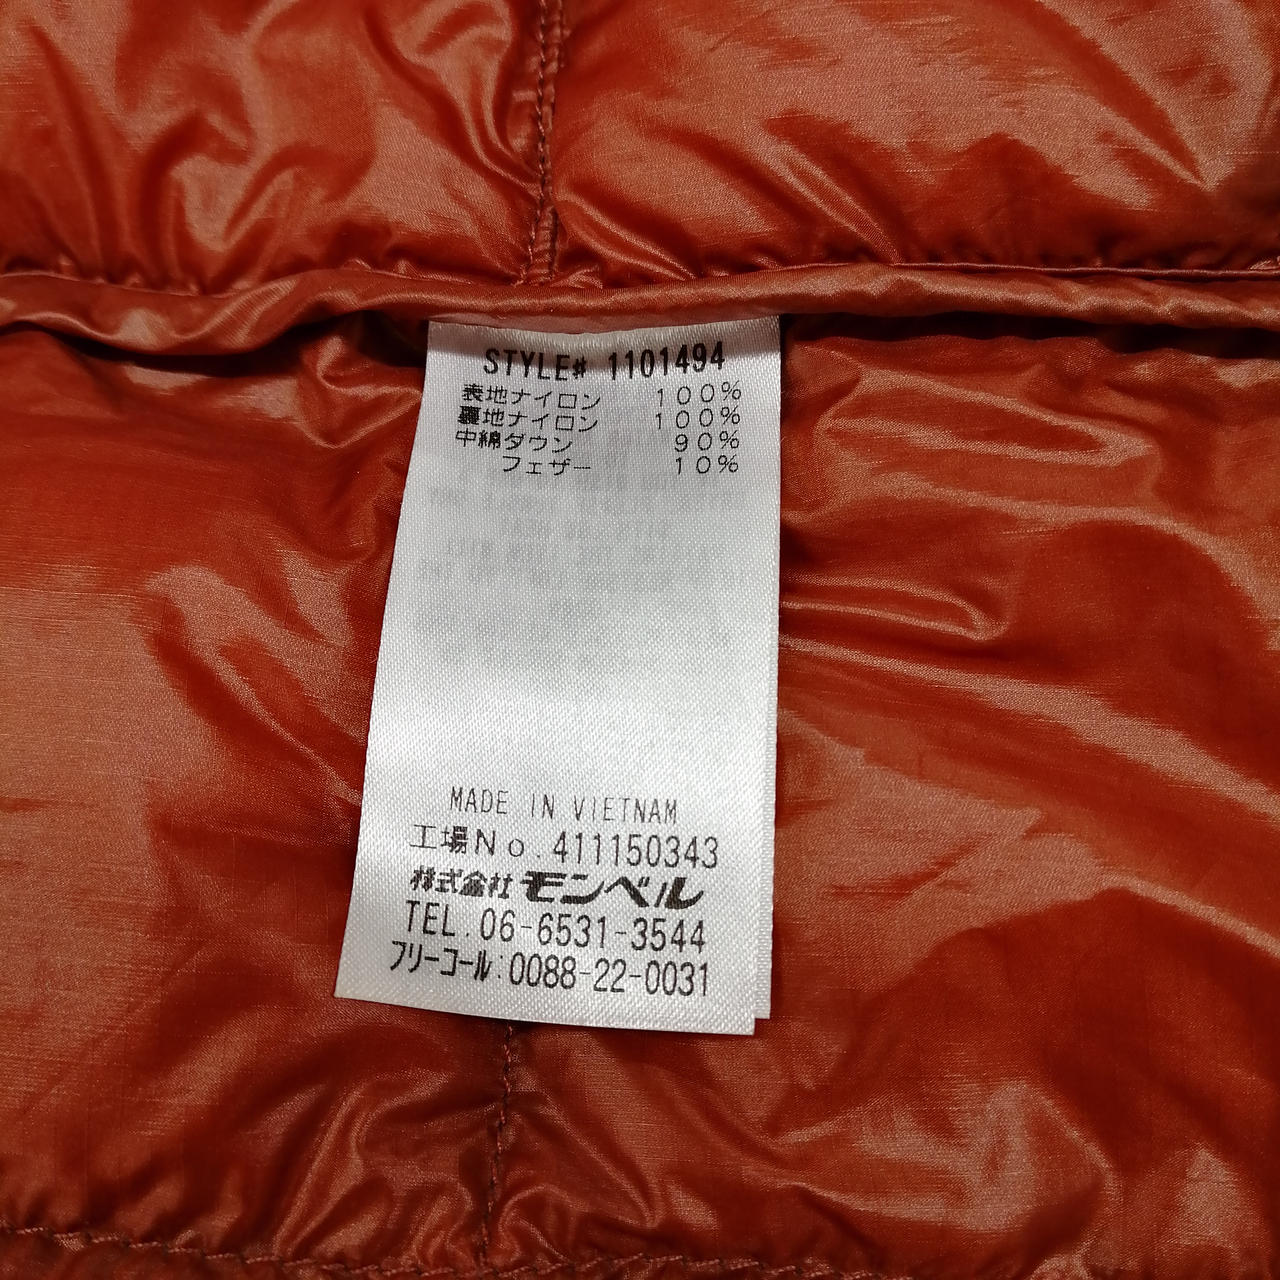 STYLE# 1101494
表地ナイロン 100%
裏地ナイロン 100%
中綿ダウン 90%
フェザー 10%
MADE IN VIETNAM
工場No.411150343
株式会社モンベル
TEL.06-6531-3544
フリーコール:0088-22-0031